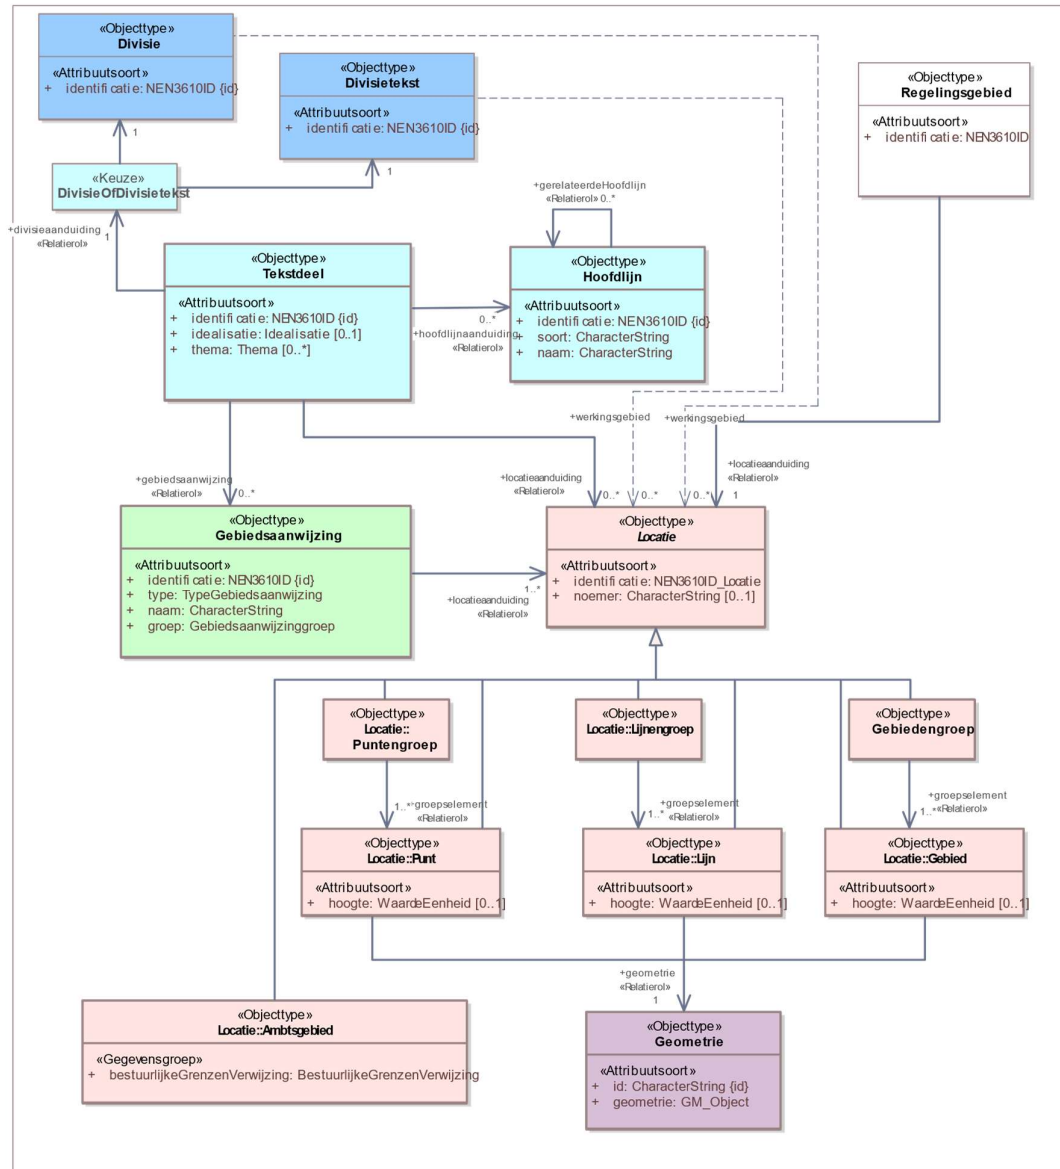 «Objecttype»
Divisie
«Attribuutsoort»
+ identificatie: NEN3610ID {id}
1
«Objecttype»
Divisietekst
«Attribuutsoort»
+ identificatie: NEN3610ID {id}
1
«Objecttype»
Regelingsgebied
«Attribuutsoort»
+ identificatie: NEN3610ID
«Keuze»
DivisieOfDivisietekst
+divisieaanduiding
«Relatierol»
1
+gerelateerdeHoofdlijn
«Relatierol» 0..*
«Objecttype»
Tekstdeel
«Attribuutsoort»
+ identificatie: NEN3610ID {id}
+ idealisatie: Idealisatie [0..1]
+ thema: Thema [0..*]
0..*
+hoofdlijnaanduiding
«Relatierol»
«Objecttype»
Hoofdlijn
«Attribuutsoort»
+ identificatie: NEN3610ID {id}
+ soort: CharacterString
+ naam: CharacterString
+werkingsgebied
+werkingsgebied
+gebiedsaanwijzing
«Relatierol»
0..*
+locatieaanduiding
«Relatierol»
0..*
0..*
0..*
+locatieaanduiding
«Relatierol»
1
«Objecttype»
Gebiedsaanwijzing
«Attribuutsoort»
+ identificatie: NEN3610ID {id}
+ type: TypeGebiedsaanwijzing
+ naam: CharacterString
+ groep: Gebiedsaanwijzinggroep
1..*
+locatieaanduiding
«Relatierol»
«Objecttype»
Locatie
«Attribuutsoort»
+ identificatie: NEN3610ID_Locatie
+ noemer: CharacterString [0..1]
«Objecttype»
Locatie::
Puntengroep
«Objecttype»
Locatie::Lijnengroep
«Objecttype»
Gebiedengroep
1..*
+groepselement
«Relatierol»
1..*
+groepselement
«Relatierol»
1..*
+groepselement
«Relatierol»
«Objecttype»
Locatie::Punt
«Attribuutsoort»
+ hoogte: WaardeEenheid [0..1]
«Objecttype»
Locatie::Lijn
«Attribuutsoort»
+ hoogte: WaardeEenheid [0..1]
«Objecttype»
Locatie::Gebied
«Attribuutsoort»
+ hoogte: WaardeEenheid [0..1]
+geometrie
«Relatierol»
1
«Objecttype»
Locatie::Ambtsgebied
«Gegevensgroep»
+ bestuurlijkeGrenzenVerwijzing: BestuurlijkeGrenzenVerwijzing
«Objecttype»
Geometrie
«Attribuutsoort»
+ id: CharacterString {id}
+ geometrie: GM_Object